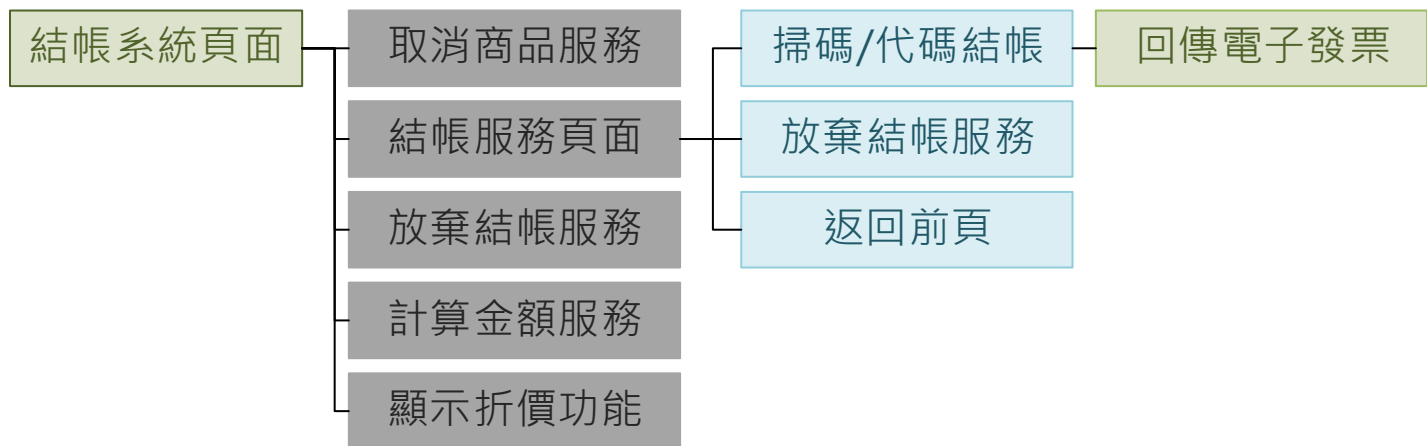 結帳系統頁面
取消商品服務
結帳服務頁面
放棄結帳服務
計算金額服務
顯示折價功能
掃碼/代碼結帳
放棄結帳服務
返回前頁
回傳電子發票